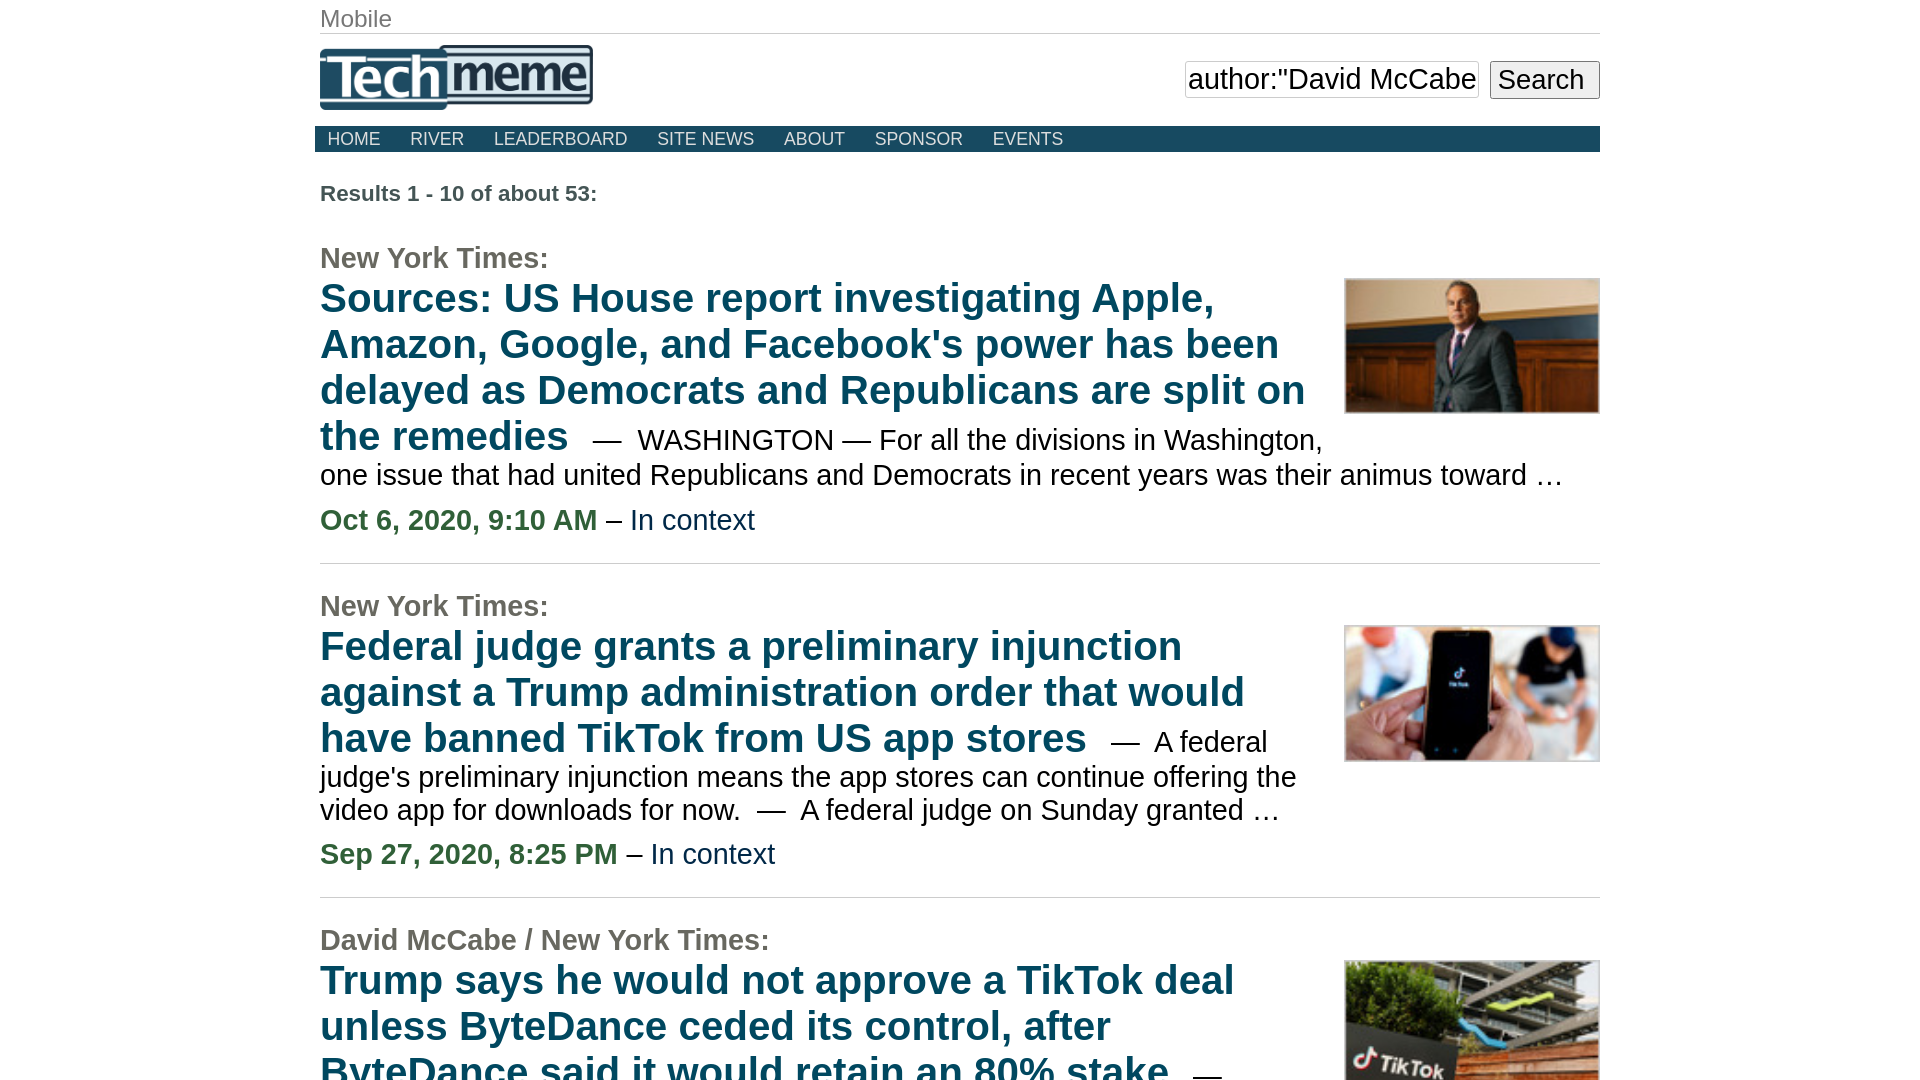 Mobile
Techmeme
author:"David McCabe
Search
HOME RIVER LEADERBOARD SITE NEWS ABOUT SPONSOR EVENTS
Results 1 - 10 of about 53:
New York Times:
Sources: US House report investigating Apple,
Amazon, Google, and Facebook's power has been
delayed as Democrats and Republicans are split on
the remedies — WASHINGTON — For all the divisions in Washington,
one issue that had united Republicans and Democrats in recent years was their animus toward …
Oct 6, 2020, 9:10 AM – In context
New York Times:
Federal judge grants a preliminary injunction
against a Trump administration order that would
have banned TikTok from US app stores — A federal
judge's preliminary injunction means the app stores can continue offering the
video app for downloads for now. — A federal judge on Sunday granted …
TikTok
Sep 27, 2020, 8:25 PM – In context
David McCabe / New York Times:
Trump says he would not approve a TikTok deal
unless ByteDance ceded its control, after
ByteDance said it would retain an 80% stake —
TikTok